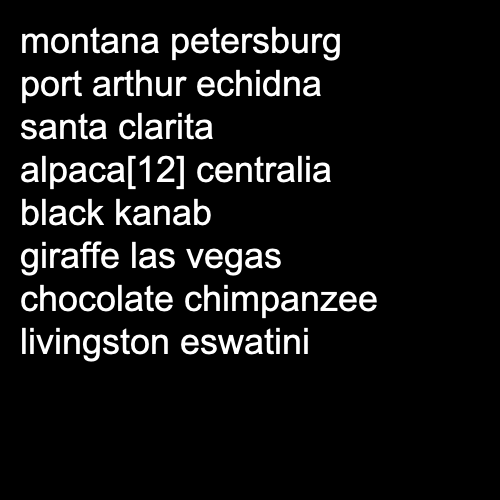 montana petersburg
port arthur echidna
santa clarita
alpaca[12] centralia
black kanab
giraffe las vegas
chocolate chimpanzee
livingston eswatini